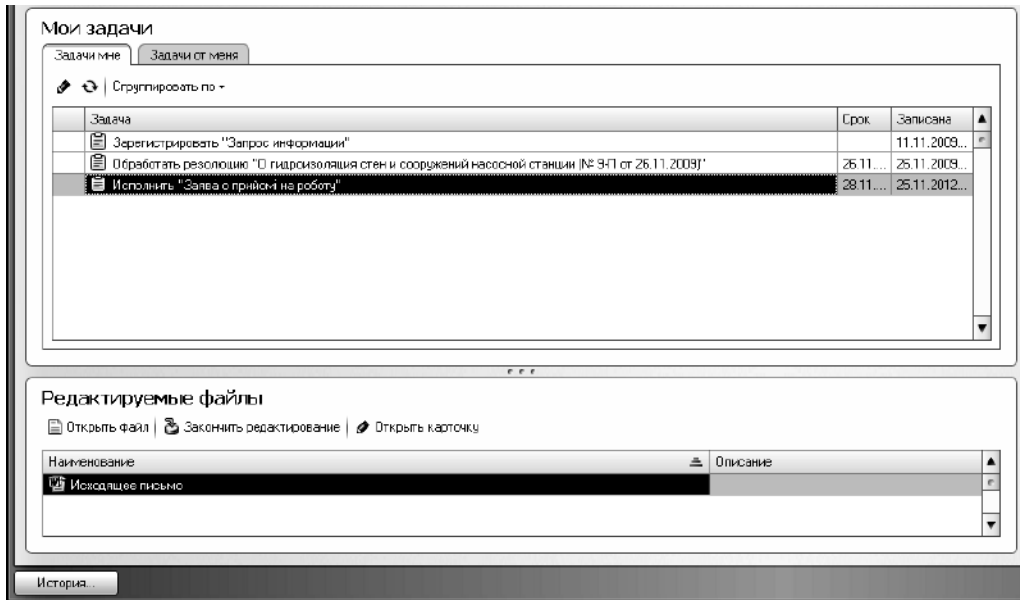 Мои задачи
Задачи мне Задачи от меня
Сгруппировать по
Задача Срок Записана
Зарегистрировать "Запрос информации" 11.11.2009...
Обработать резолюцию "О гидроизоляция стен и сооружений насосной станции (№ 9-П от 26.11.2009)" 26.11.... 26.11.2009...
Исполнить "Заява о прийомі на роботу" 28.11.... 25.11.2012...
Редактируемые файлы
Открыть файл Закончить редактирование Открыть карточку
Наименование Описание
Исходящее письмо
История...